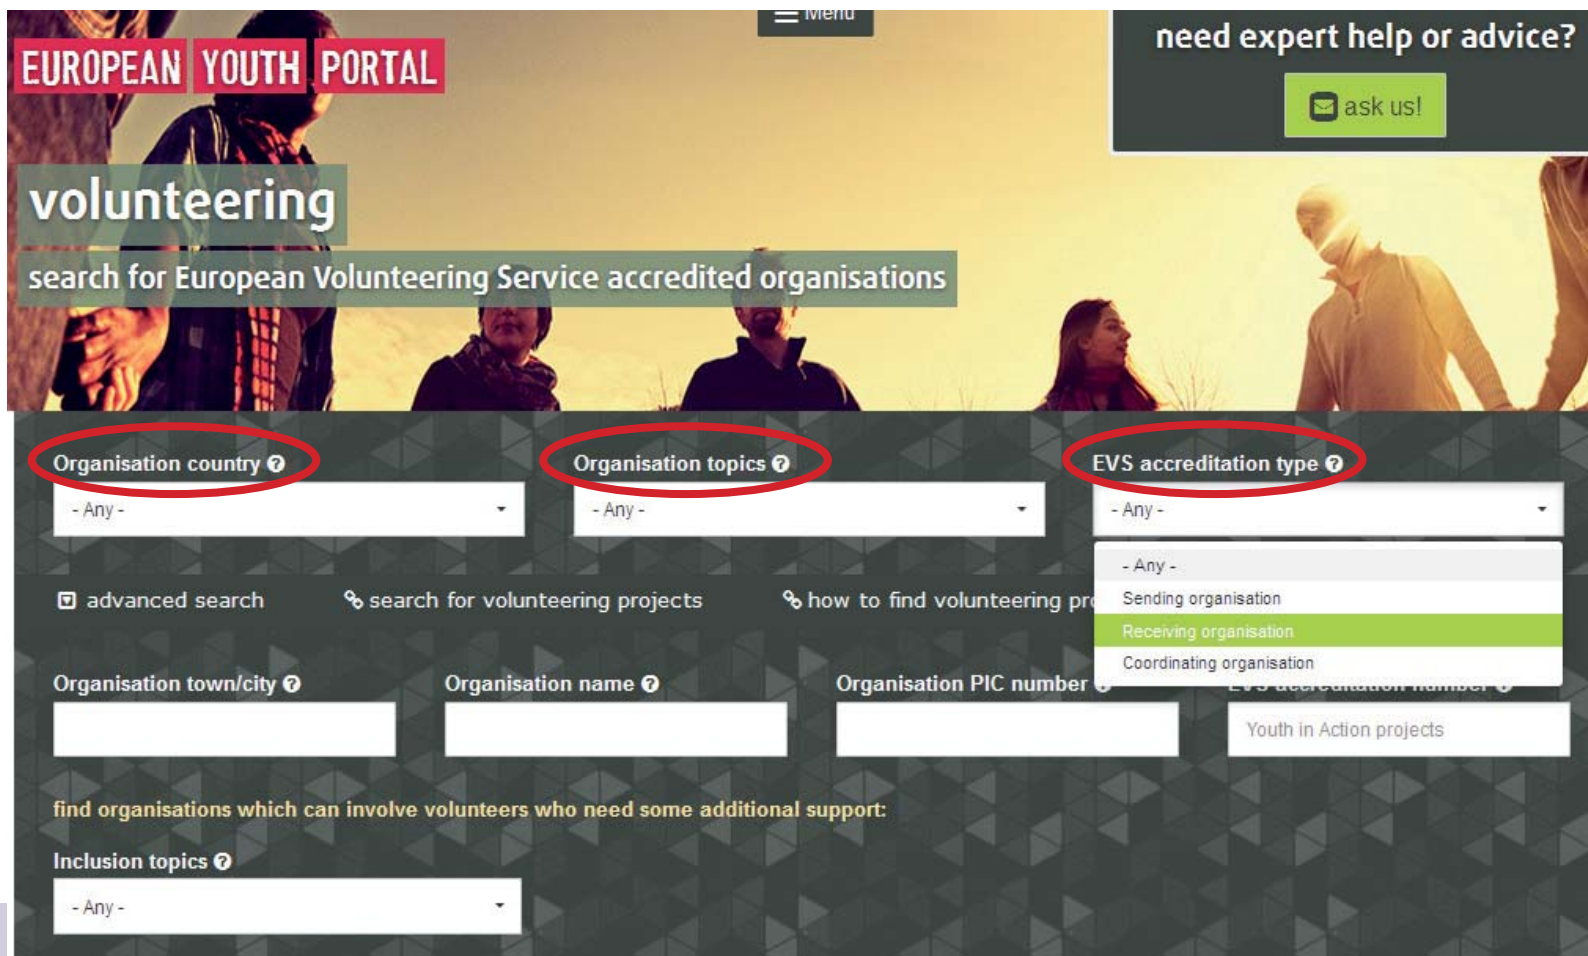 Menu
need expert help or advice?
ask us!
EUROPEAN YOUTH PORTAL
volunteering
search for European Volunteering Service accredited organisations
Organisation country
Organisation topics
EVS accreditation type
- Any -
- Any -
- Any -
- Any -
Sending organisation
Receiving organisation
Coordinating organisation
advanced search
search for volunteering projects
how to find volunteering
Organisation town/city
Organisation name
Organisation PIC number
EVS accreditation number
Youth in Action projects
find organisations which can involve volunteers who need some additional support:
Inclusion topics
- Any -